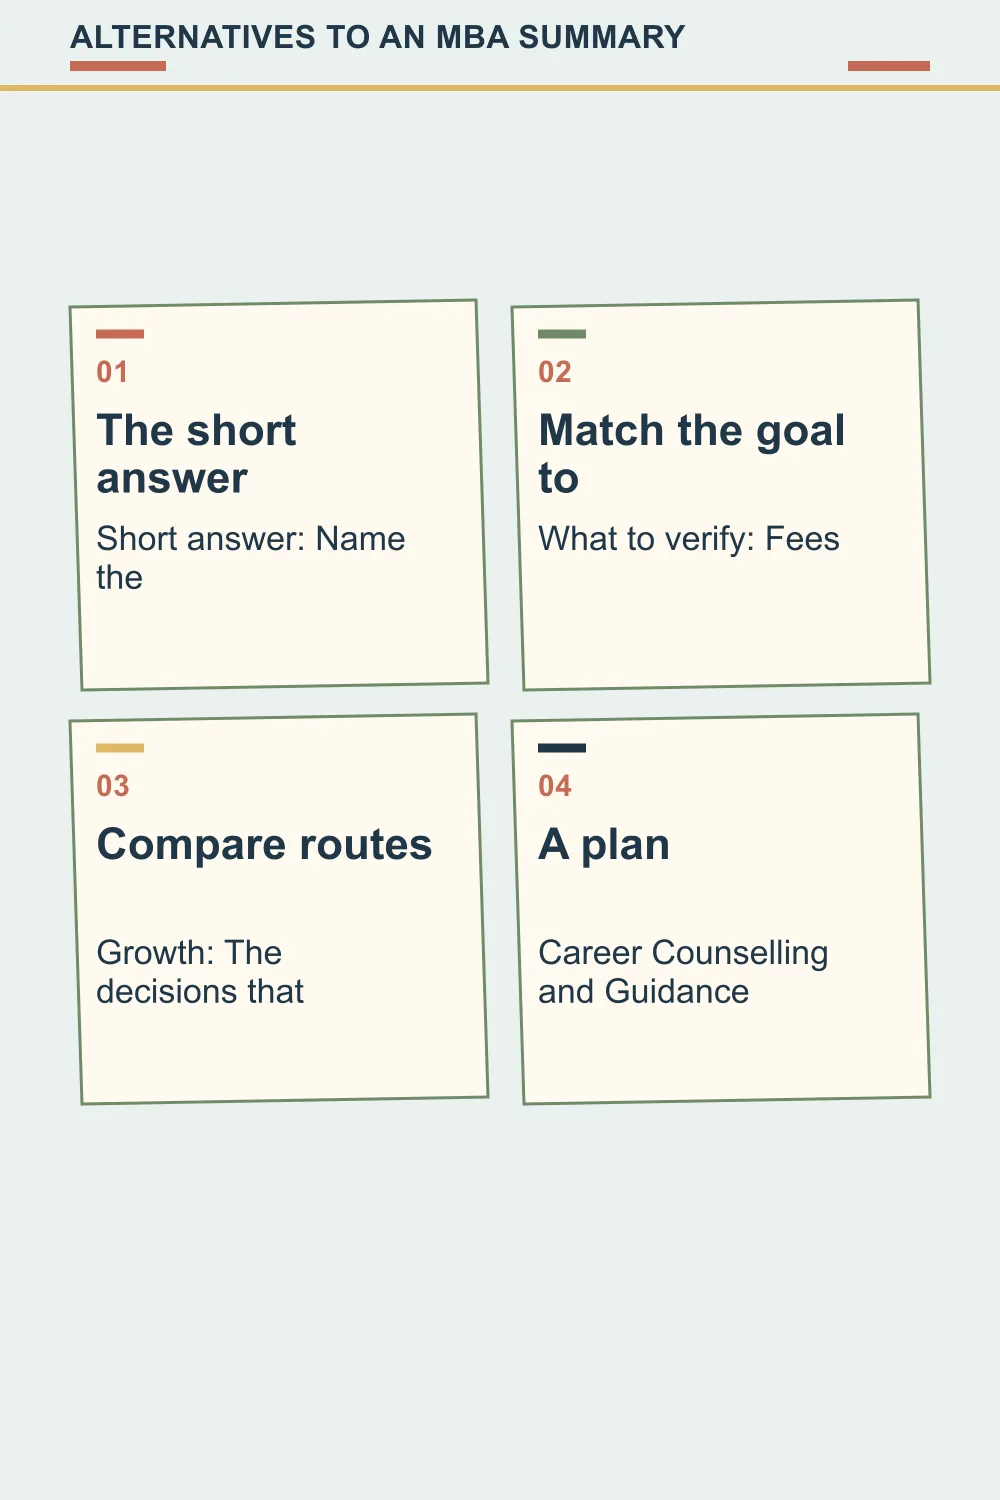 ALTERNATIVES TO AN MBA SUMMARY
01
The short
answer
Short answer: Name
the
02
Match the goal
to
What to verify: Fees
03
Compare routes
Growth: The
decisions that
04
A plan
Career Counselling
and Guidance